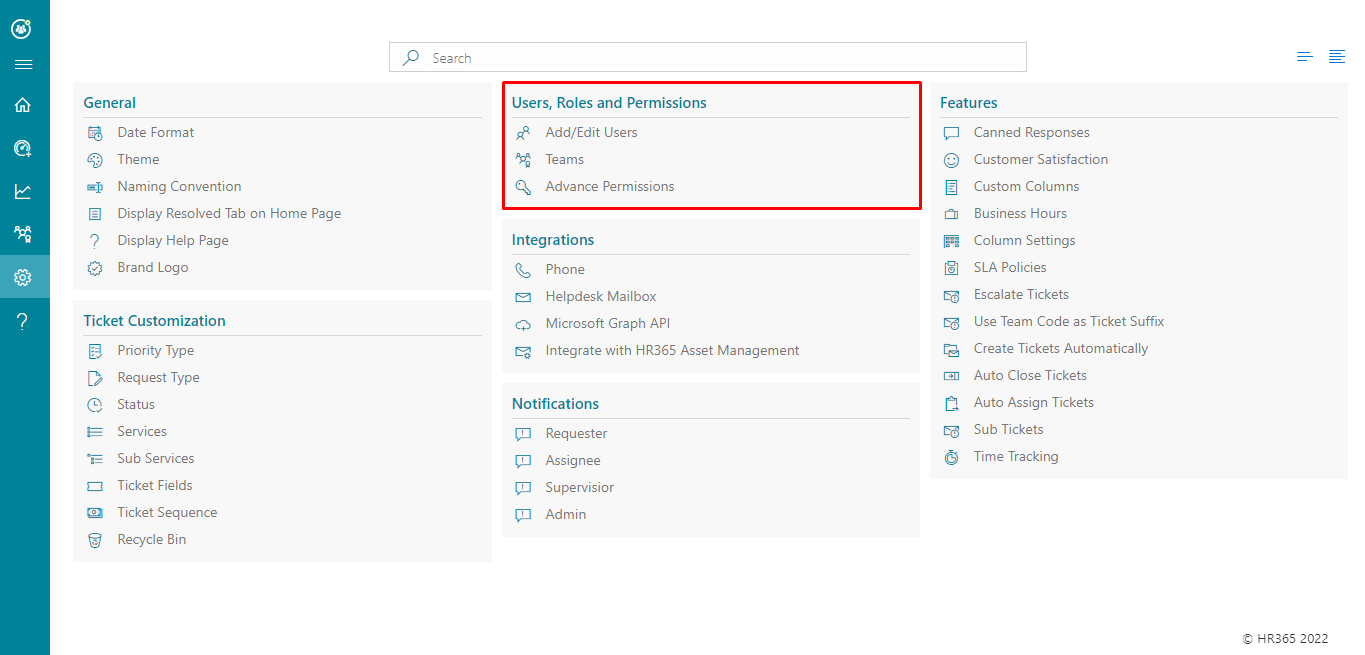 Search
General
Date Format
Theme
Naming Convention
Display Resolved Tab on Home Page
Display Help Page
Brand Logo
Ticket Customization
Priority Type
Request Type
Status
Services
Sub Services
Ticket Fields
Ticket Sequence
Recycle Bin
Users, Roles and Permissions
Add/Edit Users
Teams
Advance Permissions
Integrations
Phone
Helpdesk Mailbox
Microsoft Graph API
Integrate with HR365 Asset Management
Notifications
Requester
Assignee
Supervisior
Admin
Features
Canned Responses
Customer Satisfaction
Custom Columns
Business Hours
Column Settings
SLA Policies
Escalate Tickets
Use Team Code as Ticket Suffix
Create Tickets Automatically
Auto Close Tickets
Auto Assign Tickets
Sub Tickets
Time Tracking
© HR365 2022